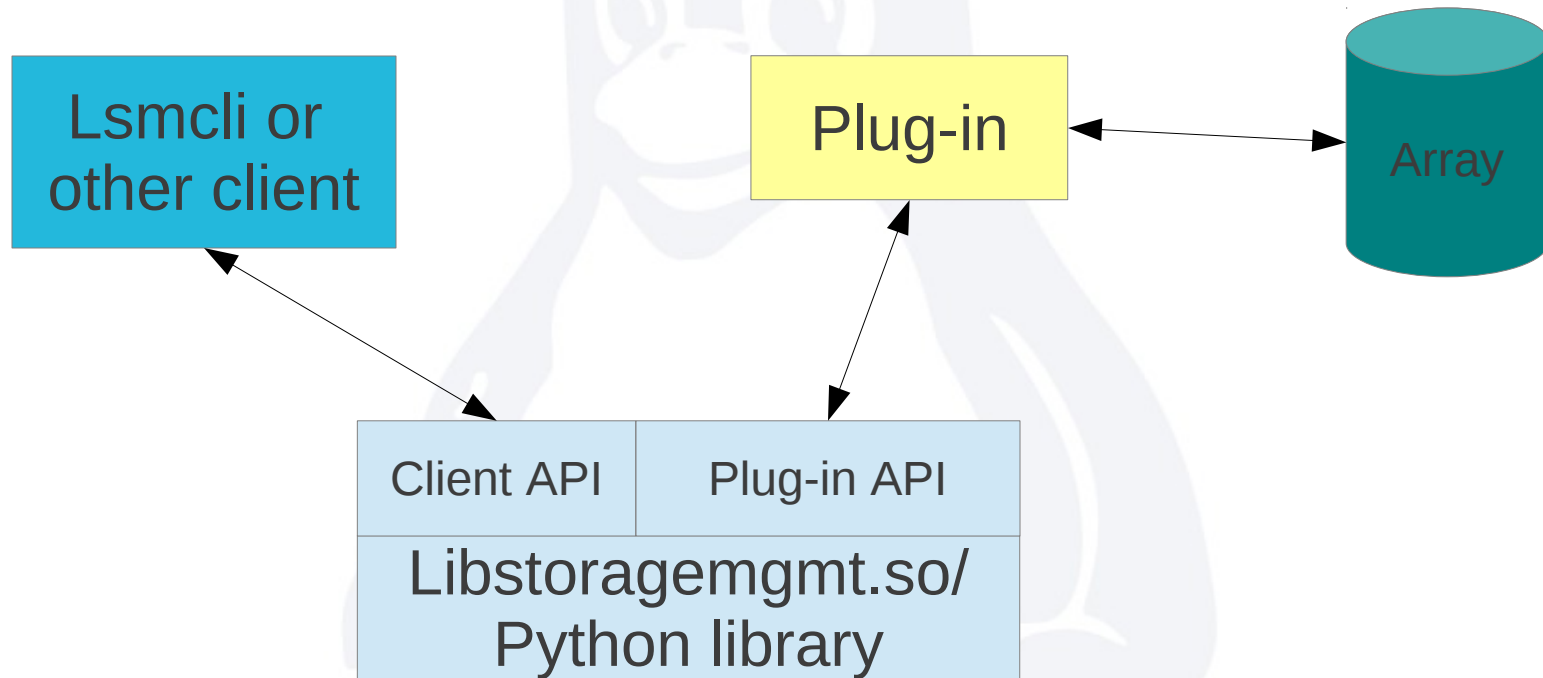 Lsmcli or
other client
Plug-in
Array
Client API
Plug-in API
Libstoragemgmt.so/
Python library